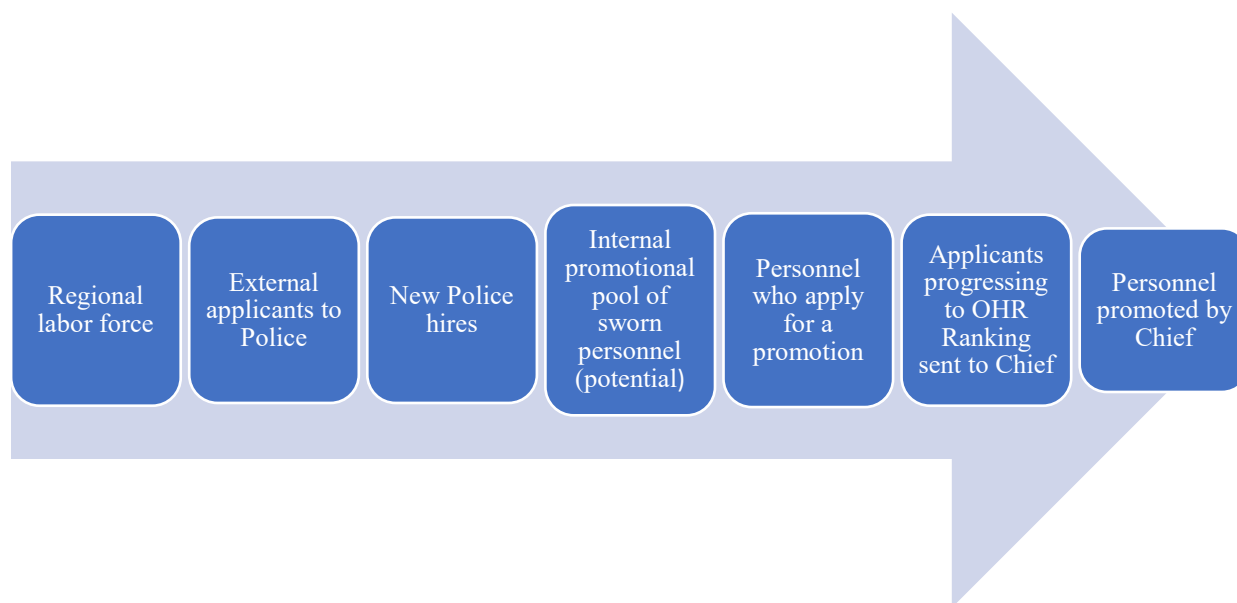 Regional
labor force
External
applicants to
Police
New Police
hires
Internal
promotional
pool of
sworn
personnel
(potential)
Personnel
who apply
for a
promotion
Applicants
progressing
to OHR
Ranking
sent to Chief
Personnel
promoted by
Chief